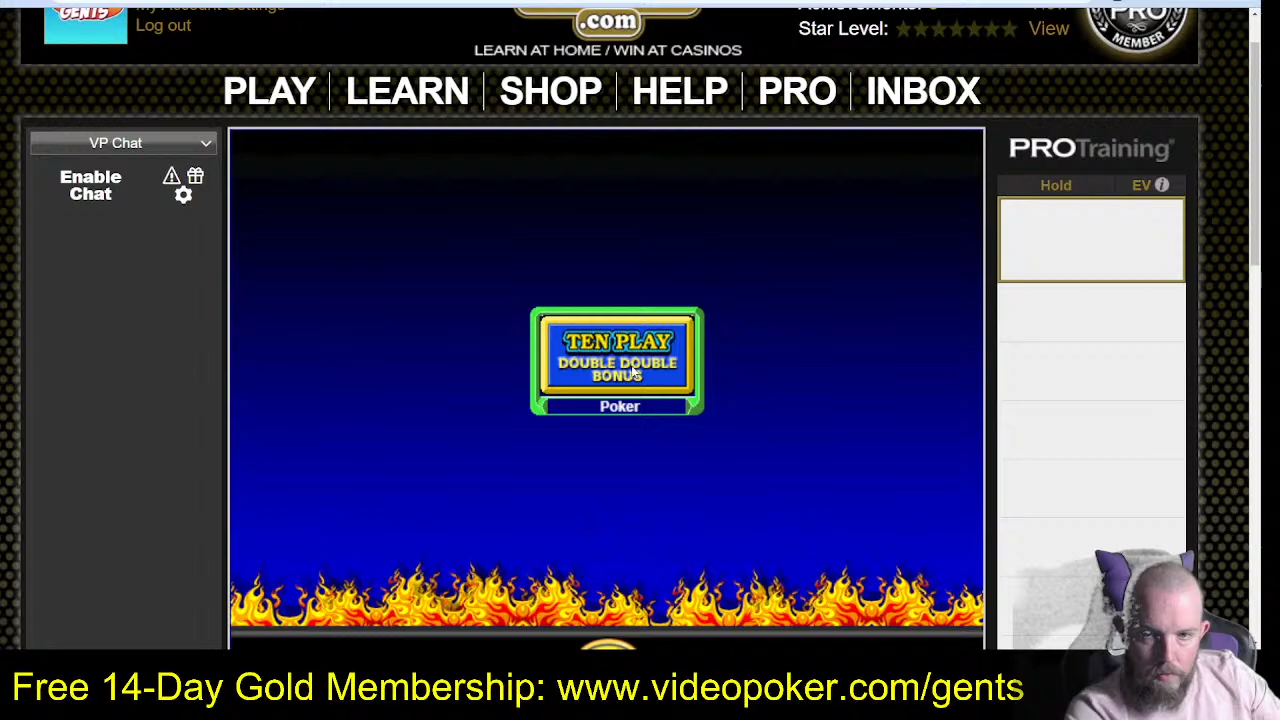 GENTS
Log out
.com
LEARN AT HOME / WIN AT CASINOS
Star Level:
View
PRO
MEMBER
PLAY
LEARN
SHOP
HELP
PRO
INBOX
VP Chat
Enable
Chat
TEN PLAY
DOUBLE DOUBLE
BONUS
Poker
PROTraining
Hold
EV
Free 14-Day Gold Membership: www.videopoker.com/gents